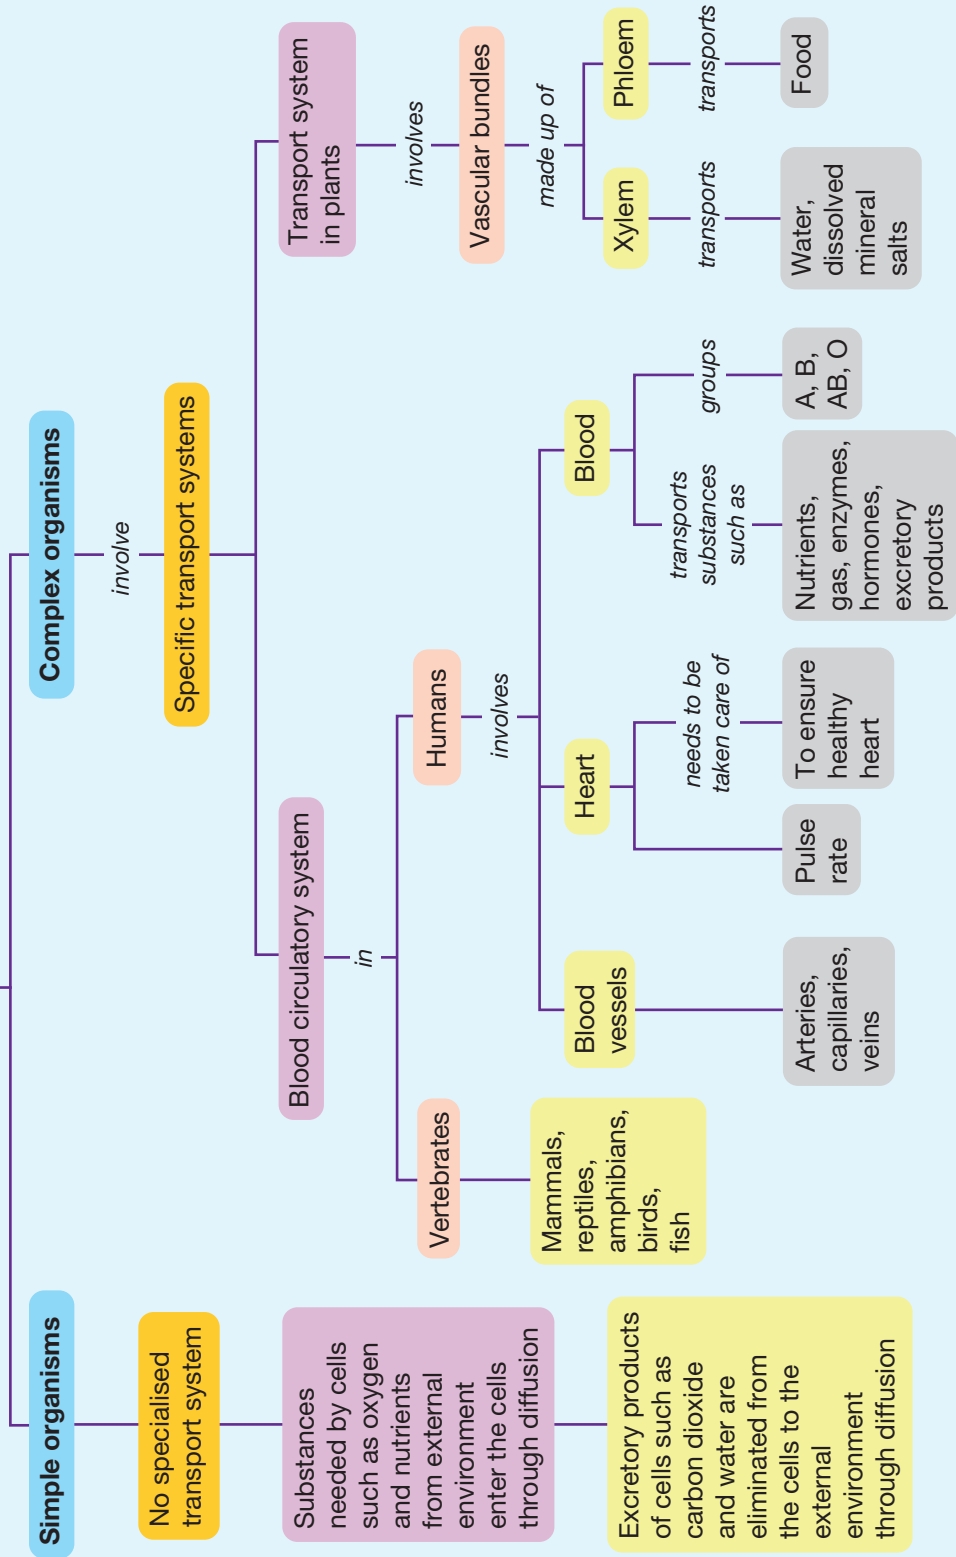 Simple organisms
No specialised
transport system
Substances
needed by cells
such as oxygen
and nutrients
from external
environment
enter the cells
through diffusion
Excretory products
of cells such as
carbon dioxide
and water are
eliminated from
the cells to the
external
environment
through diffusion
Complex organisms
involve
Specific transport systems
Blood circulatory system
in
Vertebrates
Mammals,
reptiles,
amphibians,
birds,
fish
Humans
involves
Blood
vessels
Arteries,
capillaries,
veins
Heart
Pulse
rate
needs to be
taken care of
To ensure
healthy
heart
Blood
transports
substances
such as
Nutrients,
gas, enzymes,
hormones,
excretory
products
groups
A, B,
AB, O
Transport system
in plants
involves
Vascular bundles
made up of
Xylem
transports
Water,
dissolved
mineral
salts
Phloem
transports
Food